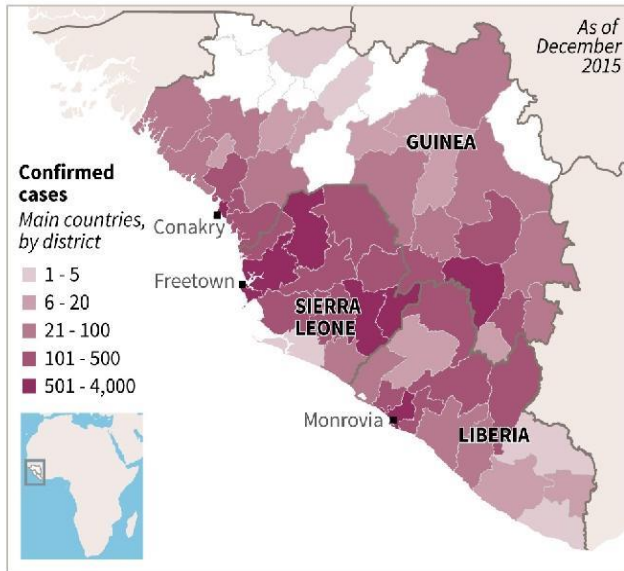 As of
December
2015
GUINEA
Confirmed
cases
Main countries,
by district
1 - 5
6 - 20
21 - 100
101 - 500
501 - 4,000
Conakry
Freetown
SIERRA
LEONE
Monrovia
LIBERIA